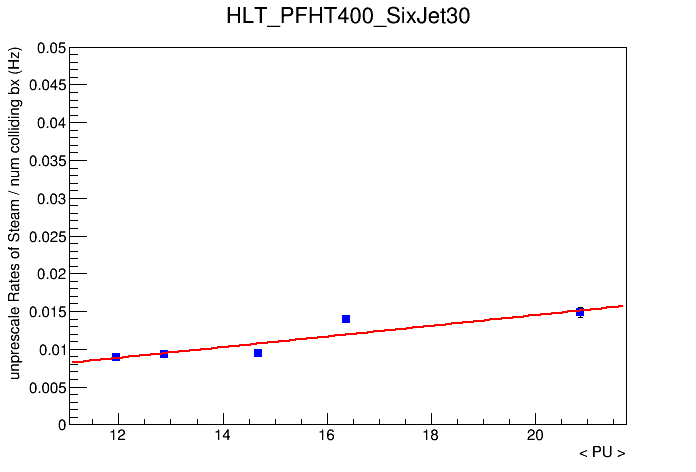 HLT_PFHT400_SixJet30
unprescale Rates of Steam / num colliding bx (Hz)
0.05
0.045
0.04
0.035
0.03
0.025
0.02
0.015
0.01
0.005
0
12 14 16 18 20
< PU >